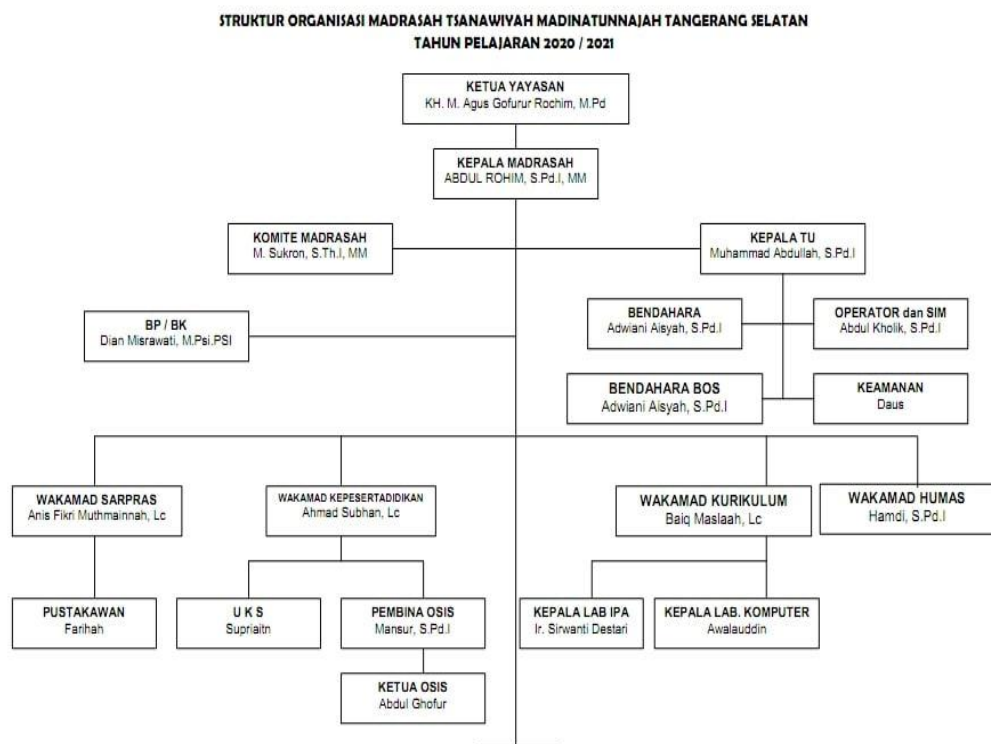 STRUKTUR ORGANISASI MADRASAH TSANAWIYAH MADINATUNNAJAH TANGERANG SELATAN
TAHUN PELAJARAN 2020 / 2021
KETUA YAYASAN
KH. M. Agus Gofurur Rochim, M.Pd
KEPALA MADRASAH
ABDUL ROHIM, S.Pd.I, MM
KOMITE MADRASAH
M. Sukron, S.Th.I, MM
KEPALA TU
Muhammad Abdullah, S.Pd.I
BP / BK
Dian Misrawati, M.Psi.PSI
BENDAHARA
Adwiani Aisyah, S.Pd.I
OPERATOR dan SIM
Abdul Kholik, S.Pd.I
BENDAHARA BOS
Adwiani Aisyah, S.Pd.I
KEAMANAN
Daus
WAKAMAD SARPRAS
Anis Fikri Muthmainnah, Lc
WAKAMAD KEPESERTADIDIKAN
Ahmad Subhan, Lc
WAKAMAD KURIKULUM
Baiq Maslaah, Lc
WAKAMAD HUMAS
Hamdi, S.Pd.I
PUSTAKAWAN
Farihah
U K S
Supriaitn
PEMBINA OSIS
Mansur, S.Pd.I
KEPALA LAB IPA
Ir. Sirwanti Destari
KEPALA LAB. KOMPUTER
Awalauddin
KETUA OSIS
Abdul Ghofur